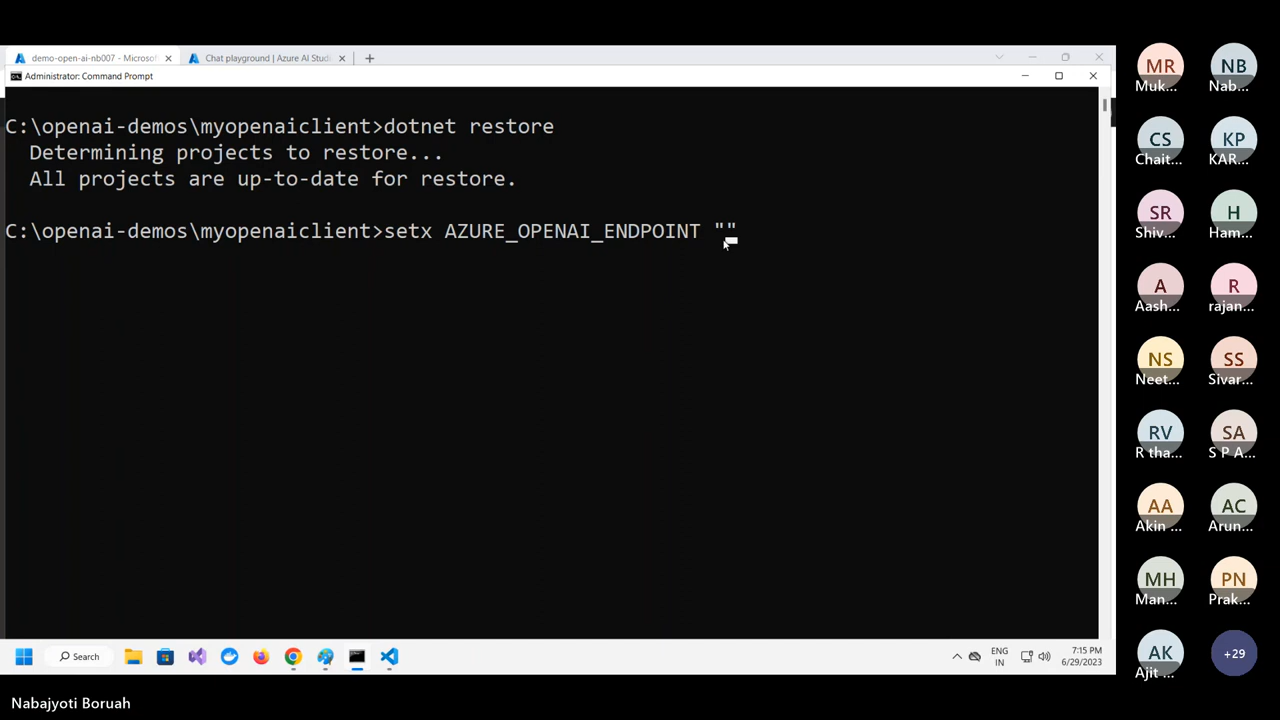 demo-open-ai-nb007 - Microsof
Chat playground | Azure AI Studi
Administrator: Command Prompt
C:\openai-demos\myopenaiclient>dotnet restore
Determining projects to restore...
All projects are up-to-date for restore.
C:\openai-demos\myopenaiclient>setx AZURE_OPENAI_ENDPOINT ""
Search
ENG
IN
7:15 PM
6/29/2023
MR
Muk...
NB
Nab...
CS
Chait...
KP
KAR...
SR
Shiv...
H
Ham...
A
Aash...
R
rajan...
NS
Neet...
SS
Sivar...
RV
R tha...
SA
S P A...
AA
Akin ...
AC
Arun...
MH
Man...
PN
Prak...
AK
Ajit ...
+29
Nabajyoti Boruah